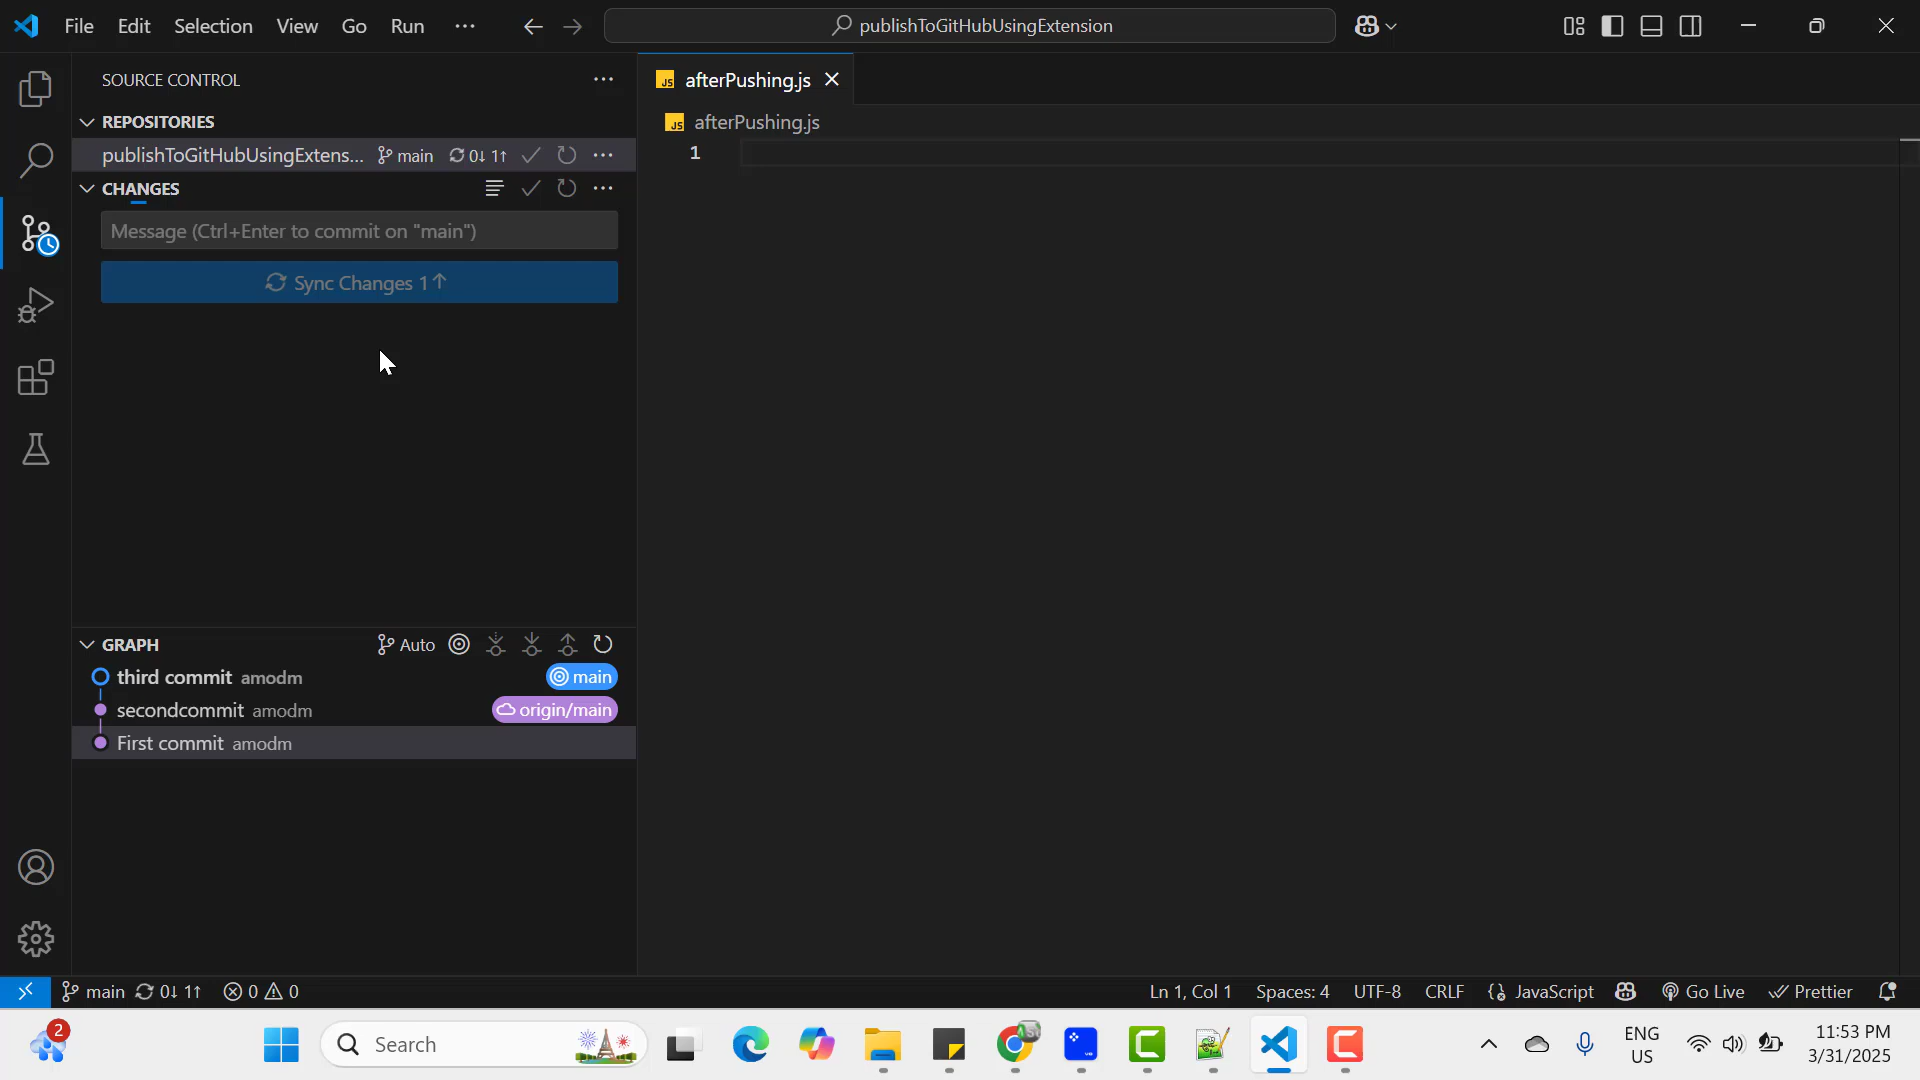 File Edit Selection View Go Run
publishToGitHubUsingExtension
SOURCE CONTROL
JS afterPushing.js
REPOSITORIES
JS afterPushing.js
publishToGitHubUsingExtens... main 0↓ 1↑
1
CHANGES
Message (Ctrl+Enter to commit on "main")
Sync Changes 1↑
GRAPH Auto
third commit amodm main
secondcommit amodm origin/main
First commit amodm
main 0↓ 1↑ 0 0 Ln 1, Col 1 Spaces: 4 UTF-8 CRLF JavaScript Go Live Prettier
2
Search
ENG
US
11:53 PM
3/31/2025